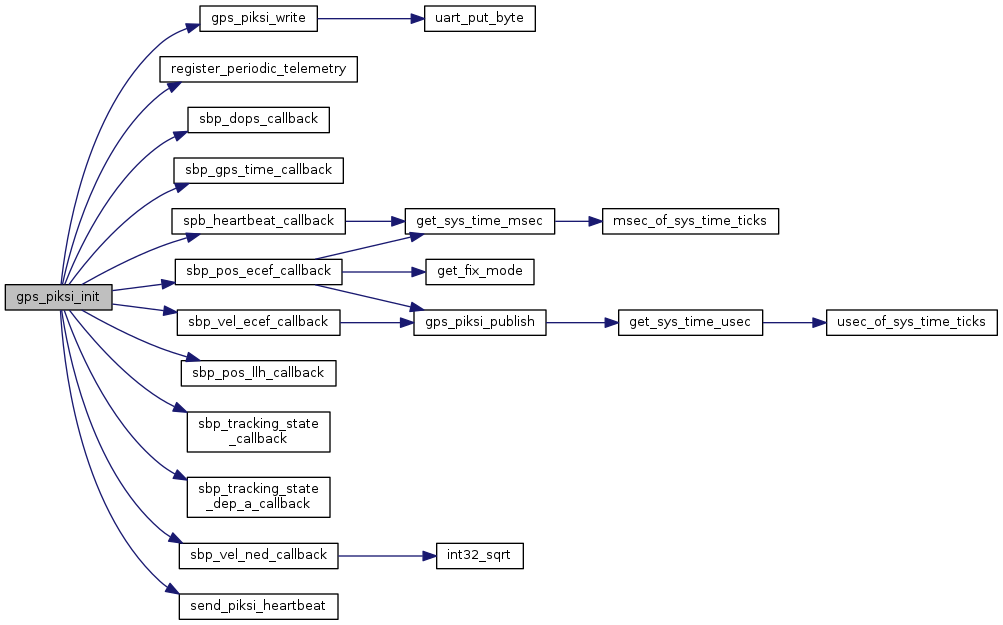 gps_piksi_write
uart_put_byte
register_periodic_telemetry
sbp_dops_callback
sbp_gps_time_callback
spb_heartbeat_callback
get_sys_time_msec
msec_of_sys_time_ticks
sbp_pos_ecef_callback
get_fix_mode
gps_piksi_init
sbp_vel_ecef_callback
gps_piksi_publish
get_sys_time_usec
usec_of_sys_time_ticks
sbp_pos_llh_callback
sbp_tracking_state
_callback
sbp_tracking_state
_dep_a_callback
sbp_vel_ned_callback
int32_sqrt
send_piksi_heartbeat